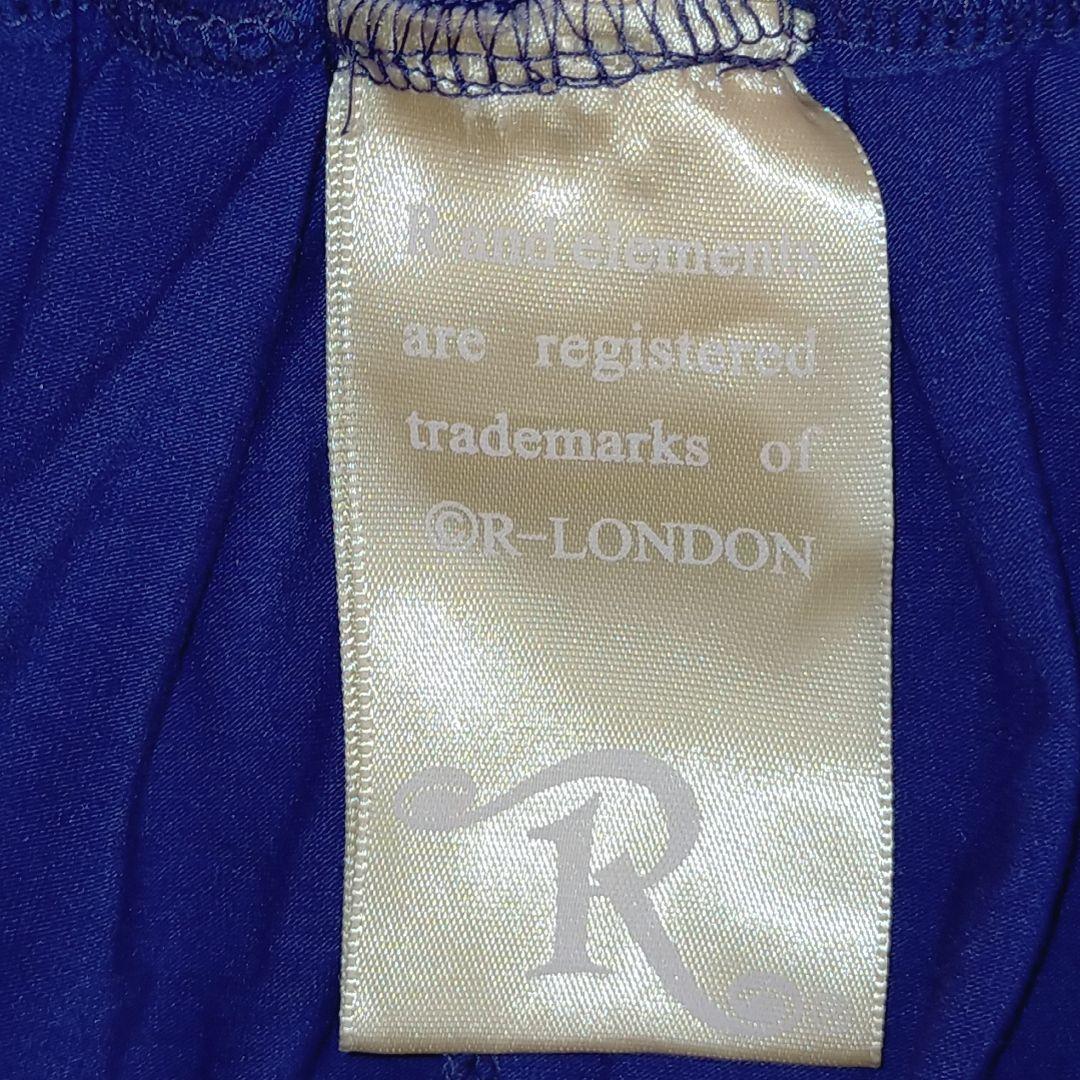 R and elements
are registered
trademarks of
©R-LONDON
R